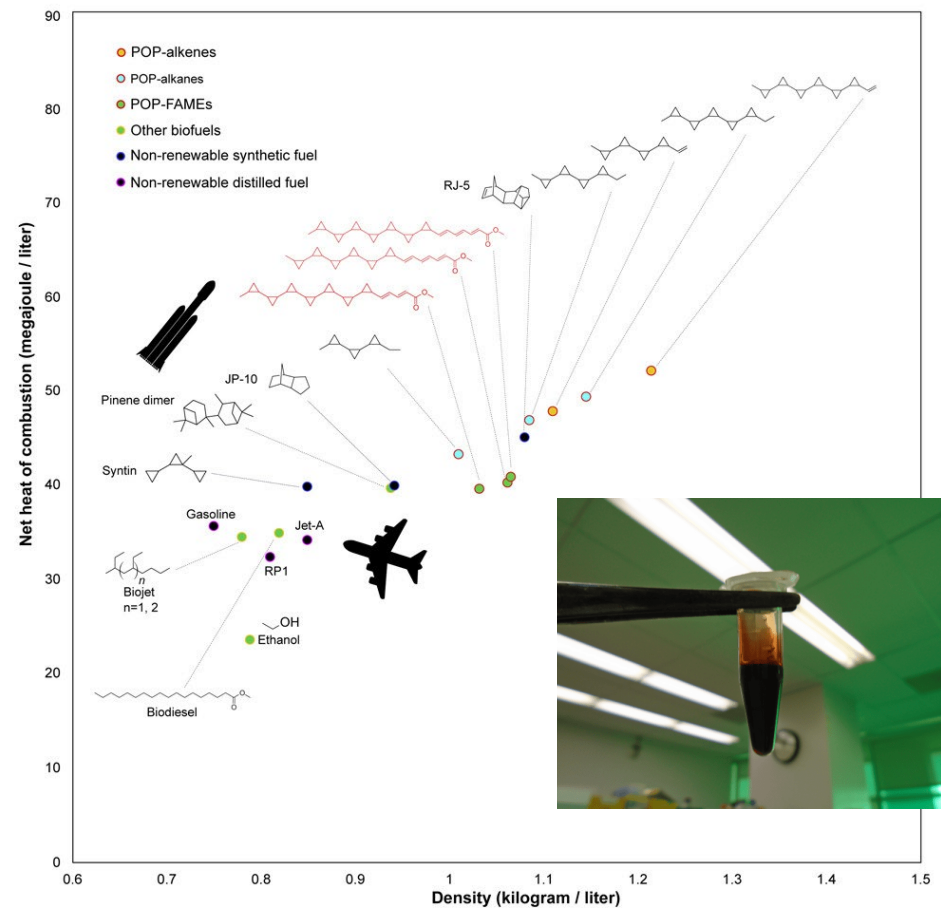 90
80
70
60
50
40
30
20
10
0
Net heat of combustion (megajoule / liter)
POP-alkenes
POP-alkanes
POP-FAMEs
Other biofuels
Non-renewable synthetic fuel
Non-renewable distilled fuel
RJ-5
O
O
O
O
O
O
JP-10
Pinene dimer
Syntin
Gasoline
Jet-A
RP1
n
Biojet
n=1, 2
OH
Ethanol
O
O
Biodiesel
0.6 0.7 0.8 0.9 1 1.1 1.2 1.3 1.4 1.5
Density (kilogram / liter)